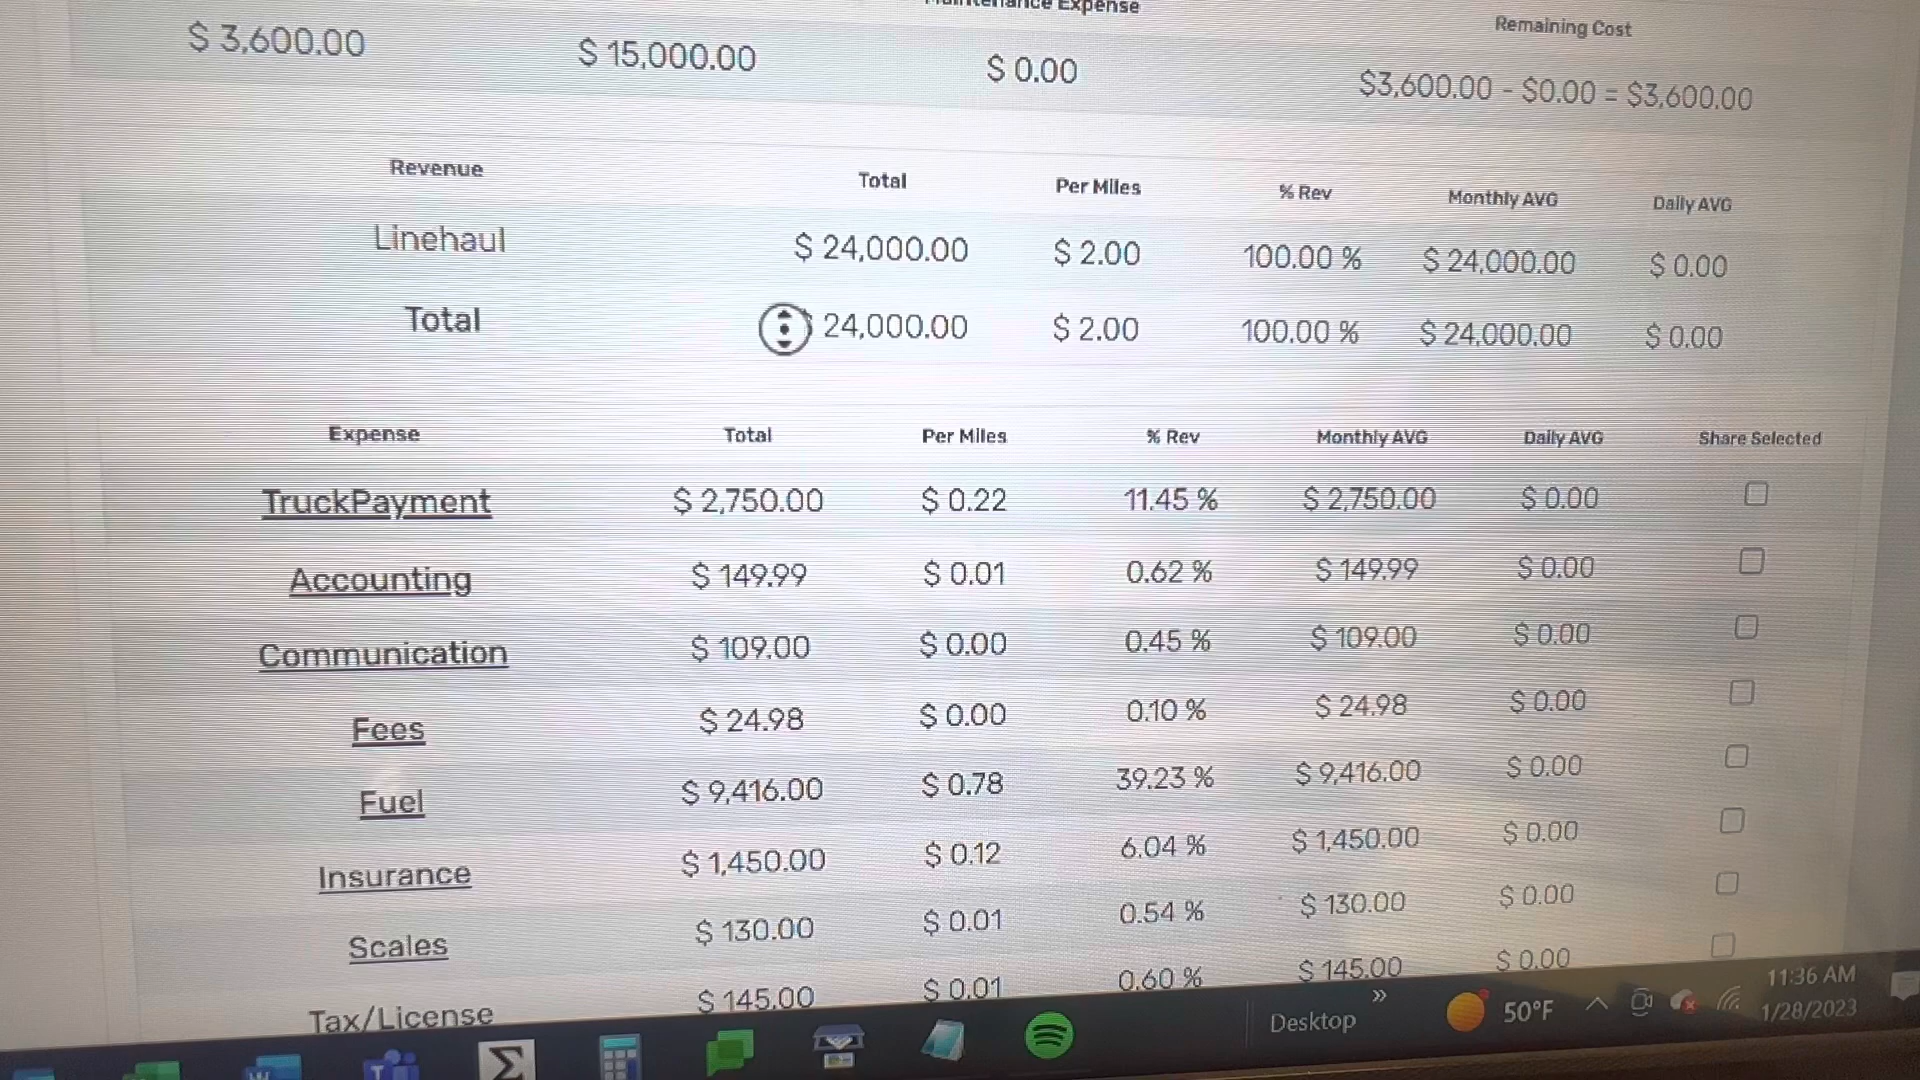 Maintenance Expense
Remaining Cost
$ 3,600.00 $ 15,000.00 $ 0.00 $3,600.00 - $0.00 = $3,600.00
Revenue Total Per Miles % Rev Monthly AVG Daily AVG
Linehaul $ 24,000.00 $ 2.00 100.00 % $ 24,000.00 $ 0.00
Total 24,000.00 $ 2.00 100.00 % $ 24,000.00 $ 0.00
Expense Total Per Miles % Rev Monthly AVG Daily AVG Share Selected
TruckPayment $ 2,750.00 $ 0.22 11.45 % $ 2,750.00 $ 0.00
Accounting $ 149.99 $ 0.01 0.62 % $ 149.99 $ 0.00
Communication $ 109.00 $ 0.00 0.45 % $ 109.00 $ 0.00
Fees $ 24.98 $ 0.00 0.10 % $ 24.98 $ 0.00
Fuel $ 9,416.00 $ 0.78 39.23 % $ 9,416.00 $ 0.00
Insurance $ 1,450.00 $ 0.12 6.04 % $ 1,450.00 $ 0.00
Scales $ 130.00 $ 0.01 0.54 % $ 130.00 $ 0.00
Tax/License $ 145.00 $ 0.01 0.60 % $ 145.00 $ 0.00
Desktop » 50°F 11:36 AM
1/28/2023